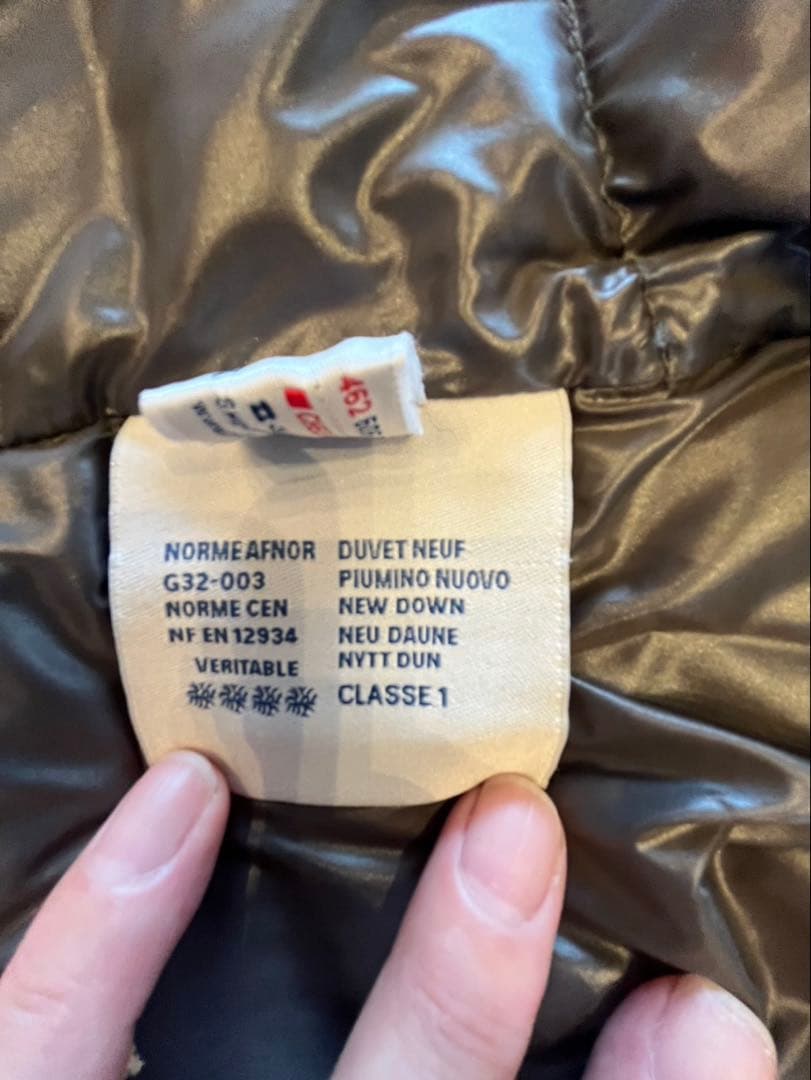 462
NORME AFNOR
G32-003
NORME CEN
NF EN 12934
VERITABLE
DUVET NEUF
PIUMINO NUOVO
NEW DOWN
NEU DAUNE
NYTT DUN
CLASSE 1